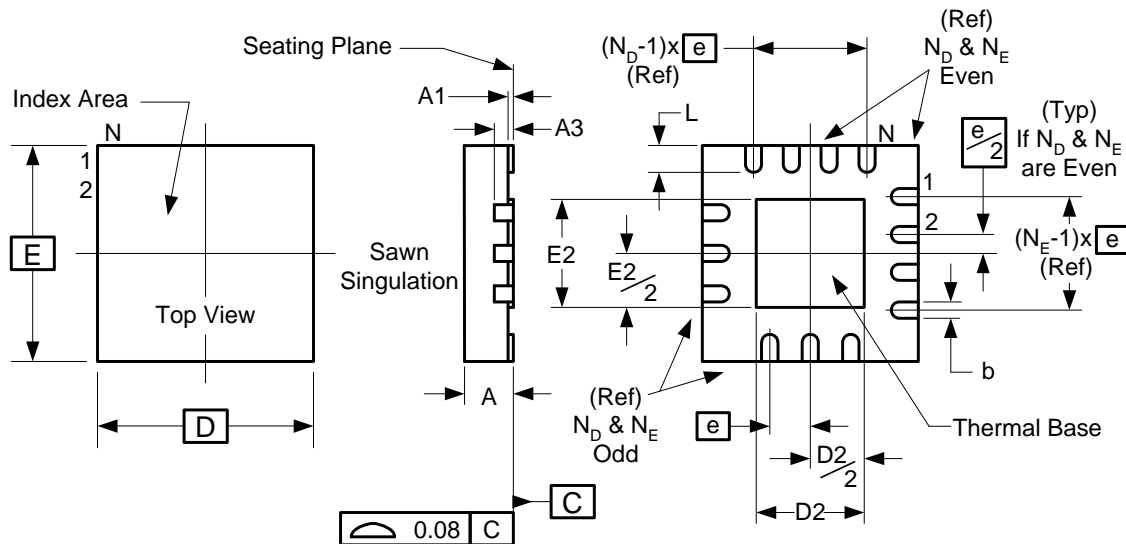 Seating Plane
Index Area
N
1
2
E
Top View
D
A1
A3
Sawn
Singulation
A
C
0.08 C
(N_D-1)x e
(Ref)
L
(Ref)
N_D & N_E
Even
N
e/2
(Typ)
If N_D & N_E
are Even
1
2
(N_E-1)x e
(Ref)
E2
E2/2
b
(Ref)
N_D & N_E
Odd
e
Thermal Base
D2/2
D2